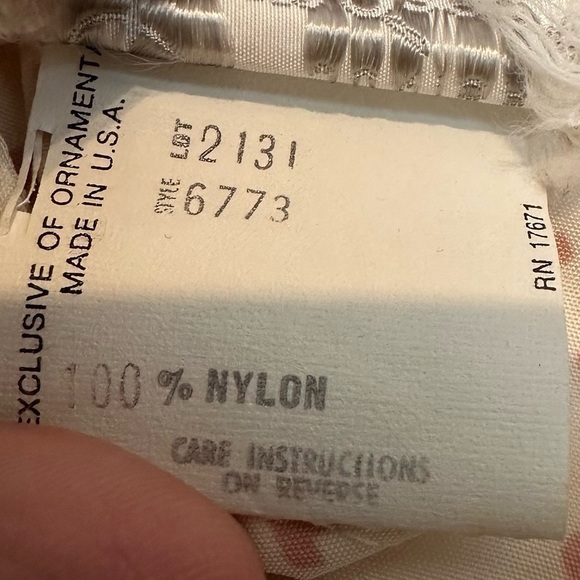 LOT 2131
STYLE 6773
100 % NYLON
CARE INSTRUCTIONS
ON REVERSE
EXCLUSIVE OF ORNAMENTA
MADE IN U.S.A.
RN 17671